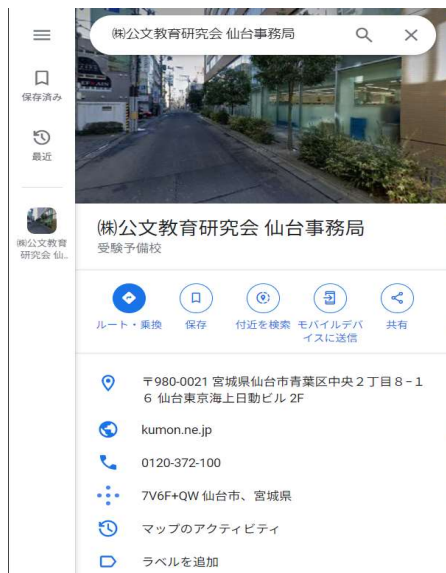 ㈱公文教育研究会 仙台事務局
保存済み
最近
㈱公文教育
研究会 仙..
㈱公文教育研究会 仙台事務局
受験予備校
ルート・乗換
保存
付近を検索
モバイルデバ
イスに送信
共有
〒980-0021 宮城県仙台市青葉区中央２丁目８−１
６ 仙台東京海上日動ビル 2F
kumon.ne.jp
0120-372-100
7V6F+QW 仙台市、宮城県
マップのアクティビティ
ラベルを追加